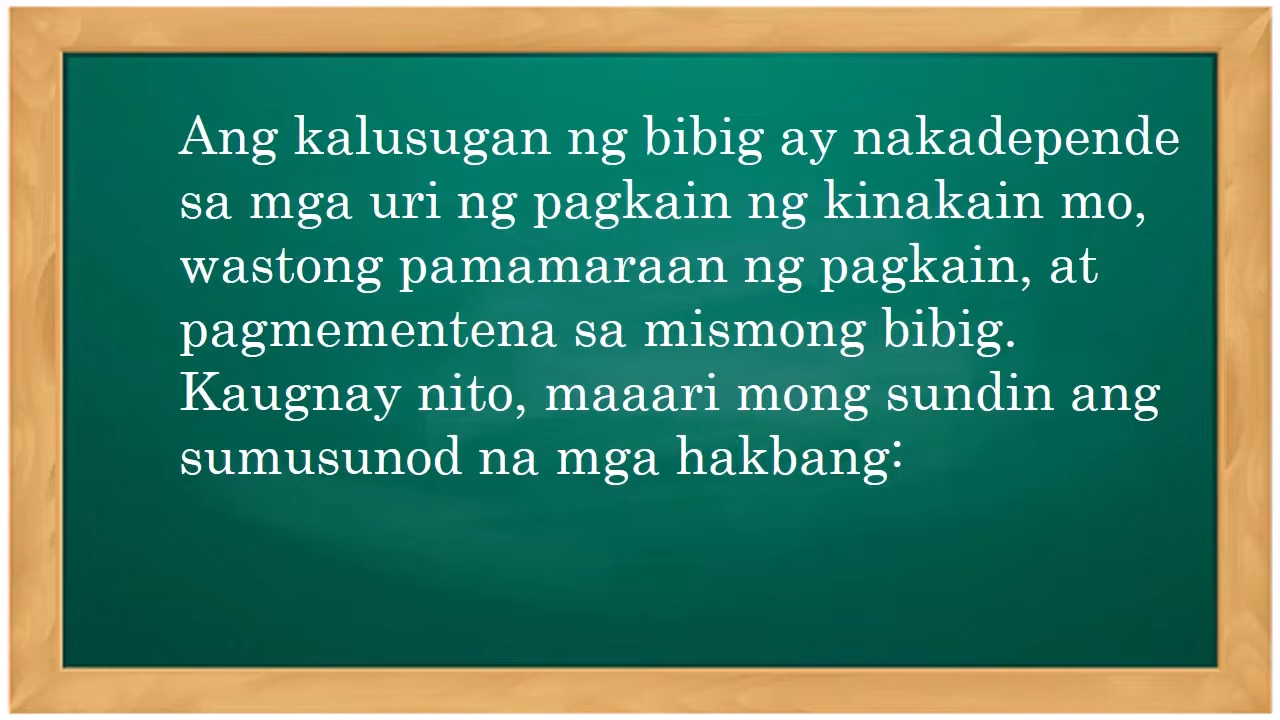 Ang kalusugan ng bibig ay nakadepende
sa mga uri ng pagkain ng kinakain mo,
wastong pamamaraan ng pagkain, at
pagmementena sa mismong bibig.
Kaugnay nito, maaari mong sundin ang
sumusunod na mga hakbang: